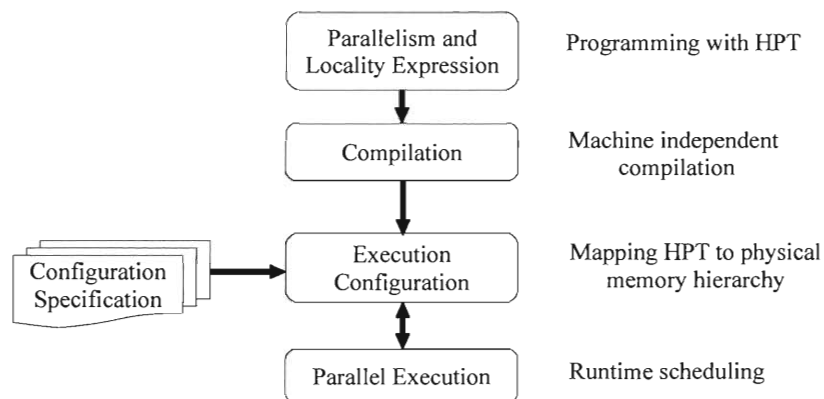 Parallelism and
Locality Expression
Programming with HPT
Compilation
Machine independent
compilation
Configuration
Specification
Execution
Configuration
Mapping HPT to physical
memory hierarchy
Parallel Execution
Runtime scheduling